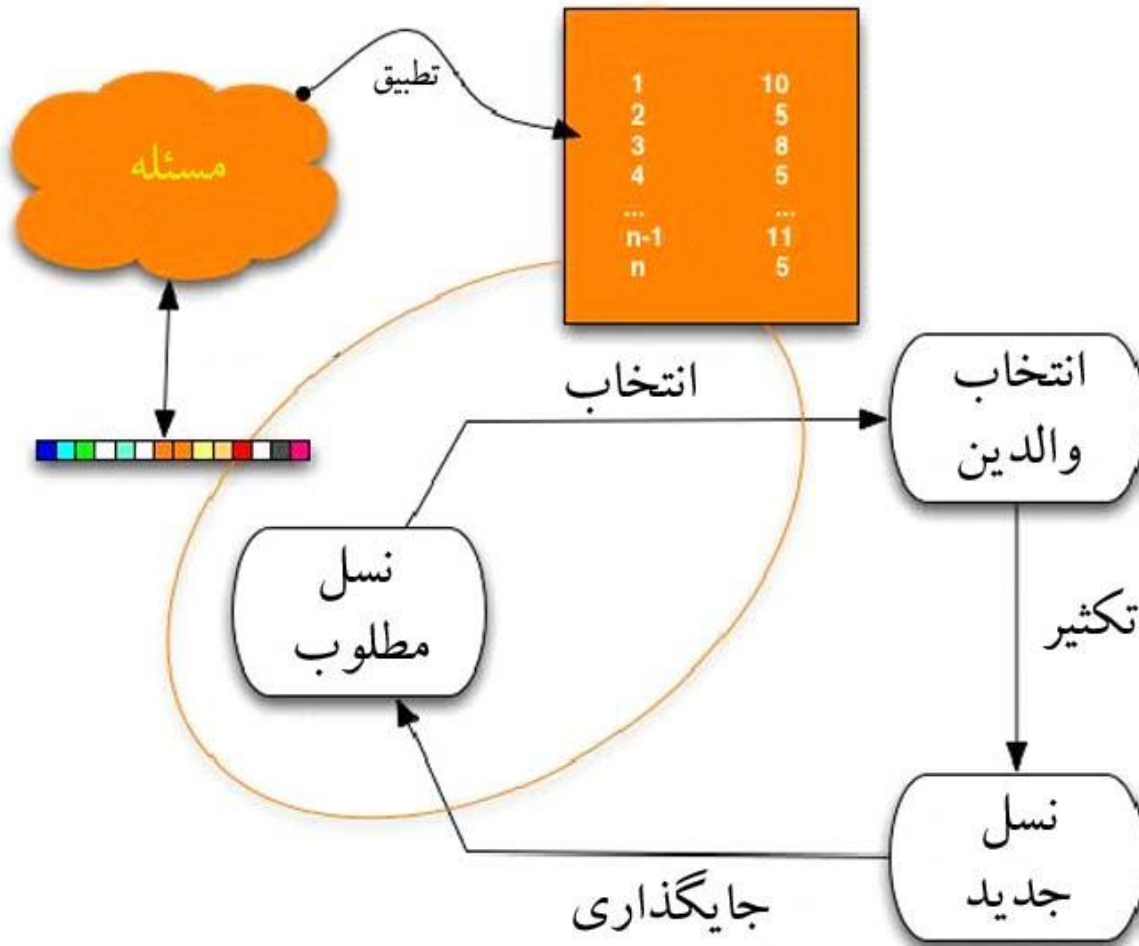 تطبیق
مسئله
1 10
2 5
3 8
4 5
... ...
n-1 11
n 5
انتخاب
انتخاب
والدین
نسل
مطلوب
تکثیر
نسل
جدید
جایگذاری